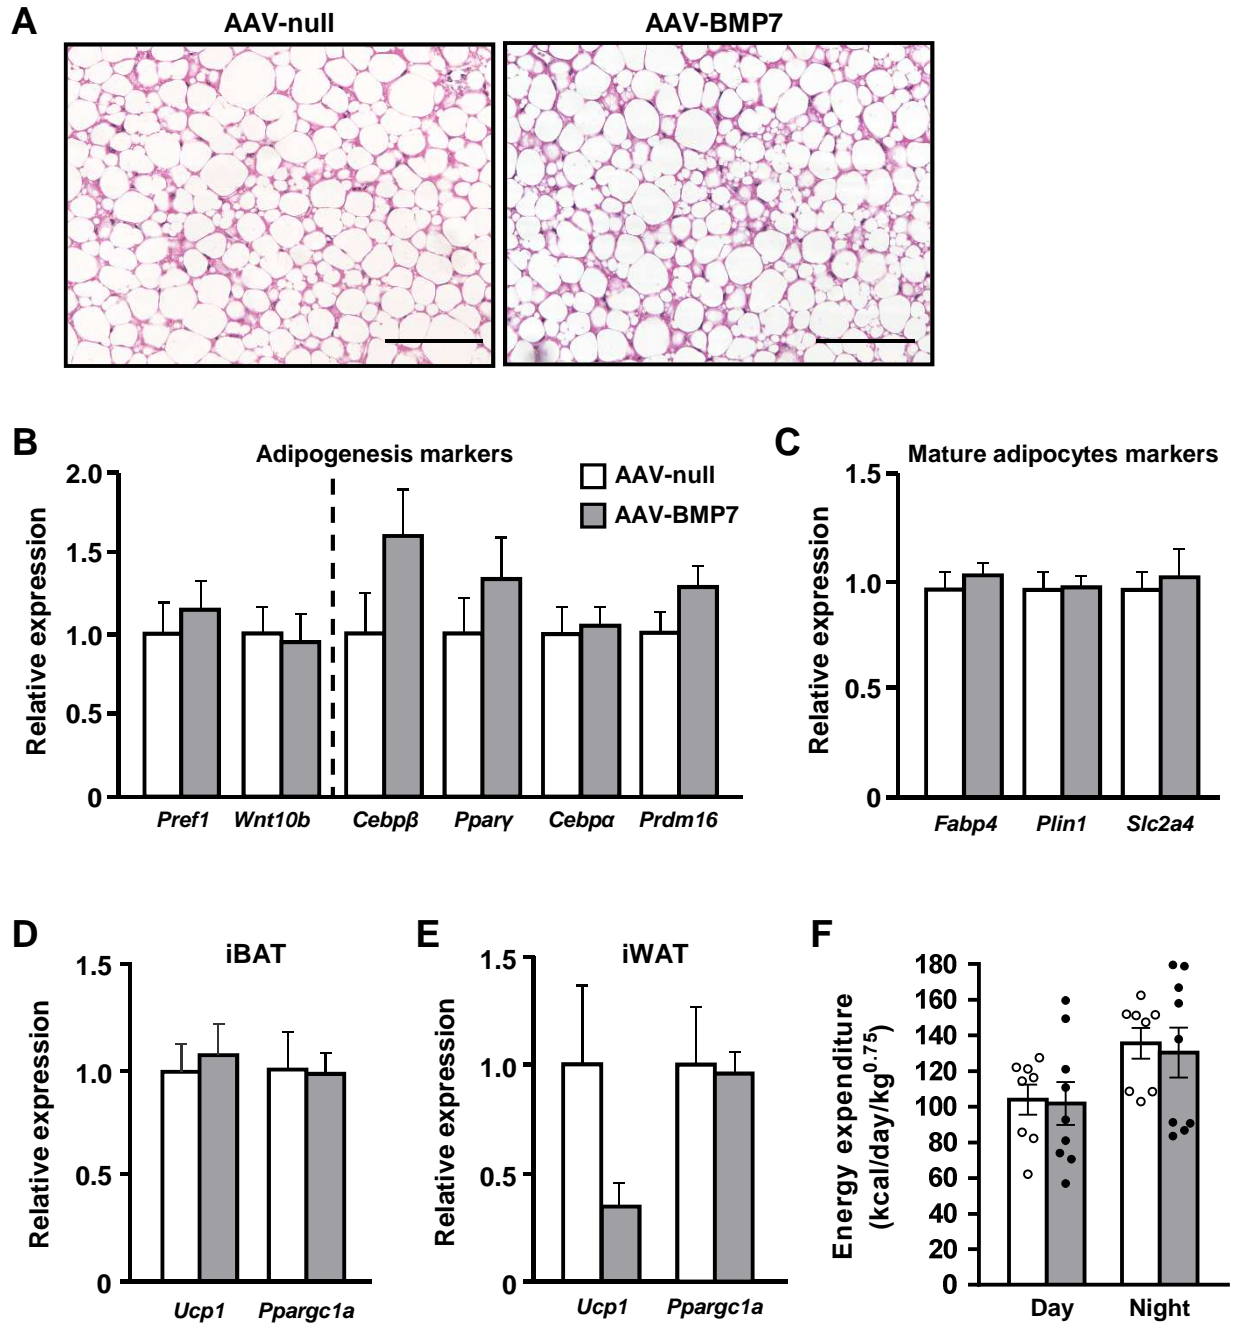 A
AAV-null
AAV-BMP7
B
Adipogenesis markers
AAV-null
AAV-BMP7
Relative expression
2.0
1.5
1.0
0.5
0
Pref1 Wnt10b Cebpβ Pparγ Cebpα Prdm16
C
Mature adipocytes markers
Relative expression
1.5
1.0
0.5
0
Fabp4 Plin1 Slc2a4
D
iBAT
Relative expression
1.5
1.0
0.5
0
Ucp1 Ppargc1a
E
iWAT
Relative expression
1.5
1.0
0.5
0
Ucp1 Ppargc1a
F
Energy expenditure
(kcal/day/kg0.75)
180
160
140
120
100
80
60
40
20
0
Day Night